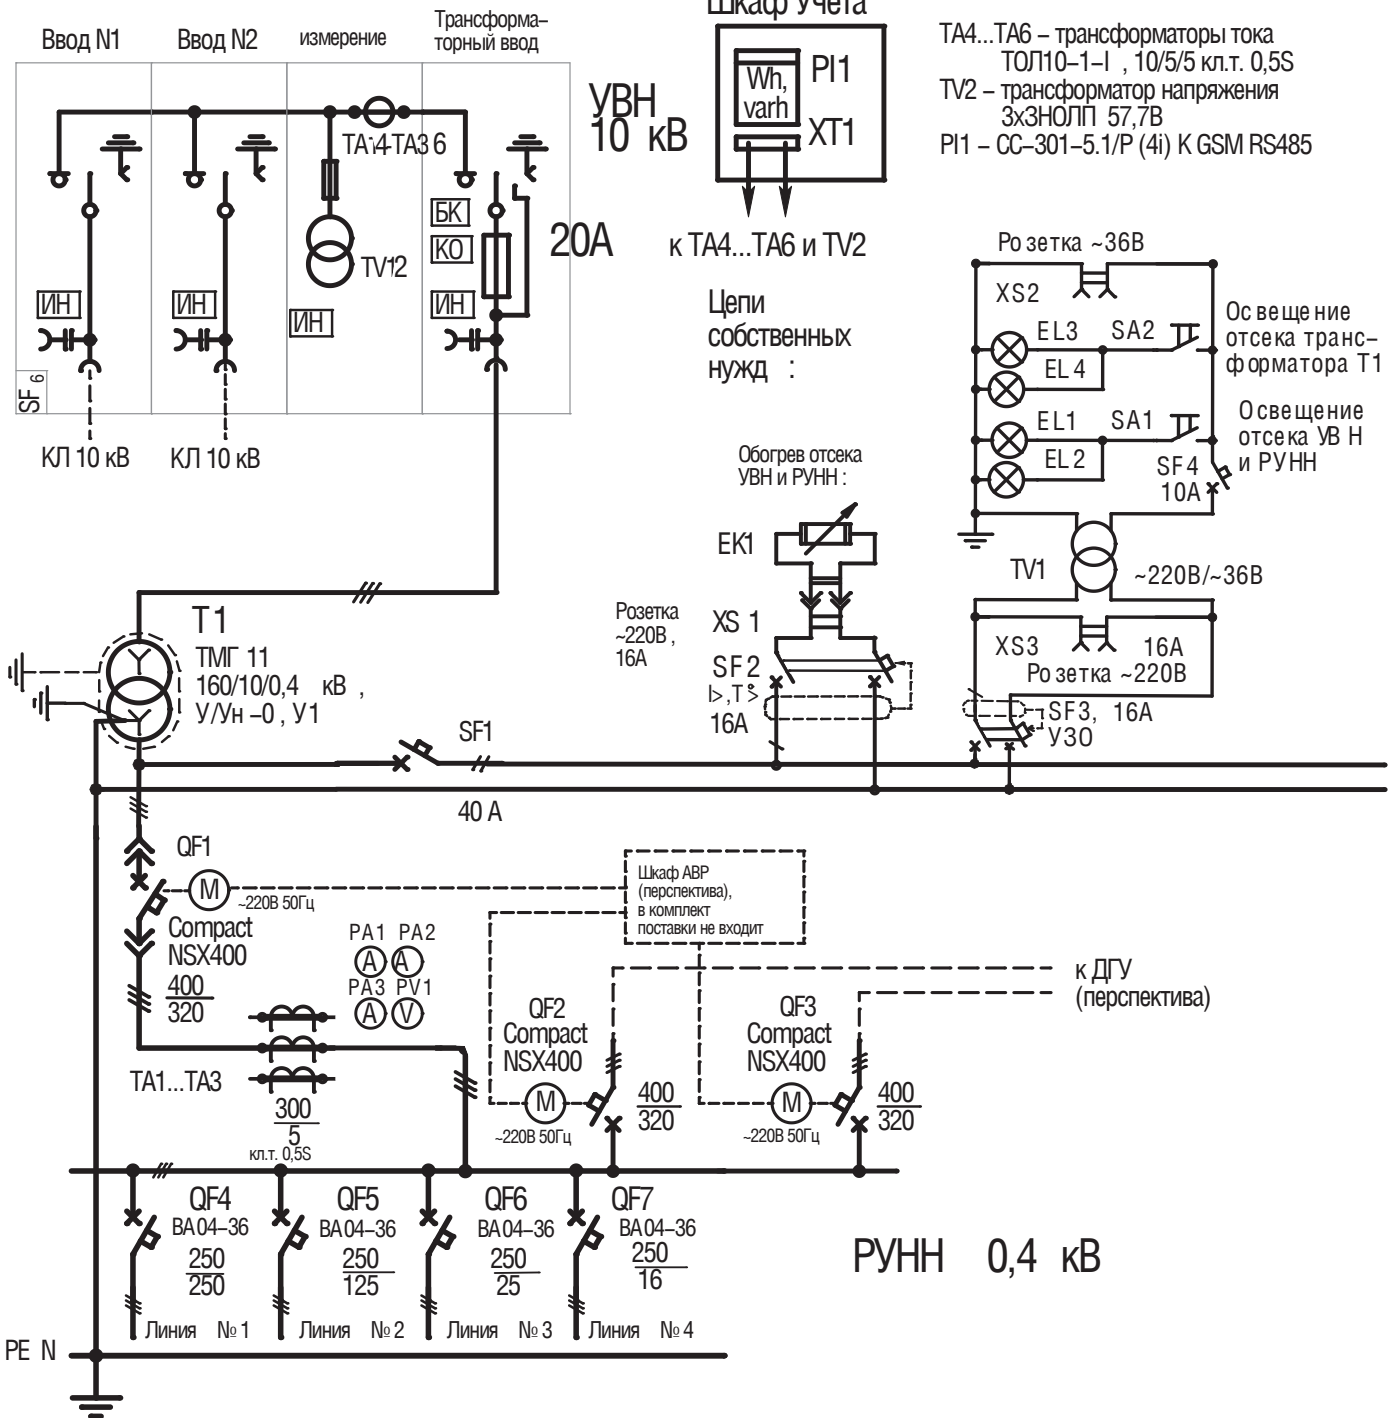 Ввод N1
Ввод N2
измерение
Трансформа–
торный ввод
УВН
10 кВ
TV12
БК
КО
20А
ИН
ИН
ИН
ИН
SF 6
КЛ 10 кВ
КЛ 10 кВ
Шкаф Учета
Wh,
varh
PI1
XT1
к ТА4...ТА6 и TV2
ТА4...ТА6 – трансформаторы тока
ТОЛ10–1–I , 10/5/5 кл.т. 0,5S
TV2 – трансформатор напряжения
3хЗНОЛП 57,7В
PI1 – СС–301–5.1/Р (4i) К GSM RS485
Цепи
собственных
нужд :
Розетка ~36В
XS2
EL3
SA2
EL4
Освещение
отсека транс–
форматора Т1
EL1
SA1
EL2
Освещение
отсека УВН
и РУНН
SF4
10А
TV1
~220В/~36В
XS3
16А
Розетка ~220В
SF3, 16А
УЗО
Обогрев отсека
УВН и РУНН :
EK1
Розетка
~220В ,
16А
XS 1
SF2
I>,T°>
16А
Т1
ТМГ 11
160/10/0,4 кВ ,
У/Ун –0 , У1
SF1
40 А
QF1
М
~220В 50Гц
Compact
NSX400
400
320
Шкаф АВР
(перспектива),
в комплект
поставки не входит
PA1 PA2
A A
PA3 PV1
A V
ТА1...ТА3
300
5
кл.т. 0,5S
QF2
Compact
NSX400
М
~220В 50Гц
400
320
QF3
Compact
NSX400
М
~220В 50Гц
400
320
к ДГУ
(перспектива)
QF4
ВА04–36
250
250
Линия №1
QF5
ВА04–36
250
125
Линия №2
QF6
ВА04–36
250
25
Линия №3
QF7
ВА04–36
250
16
Линия №4
РУНН 0,4 кВ
PE N